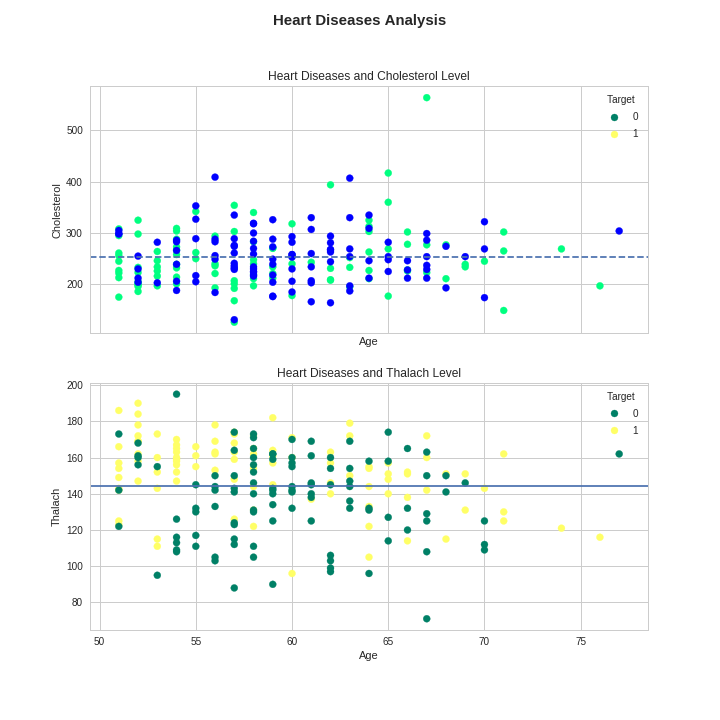 Heart Diseases Analysis
Heart Diseases and Cholesterol Level
Target
0
1
500
400
300
200
Cholesterol
Age
Heart Diseases and Thalach Level
Target
0
1
200
180
160
140
120
100
80
Thalach
50 55 60 65 70 75
Age